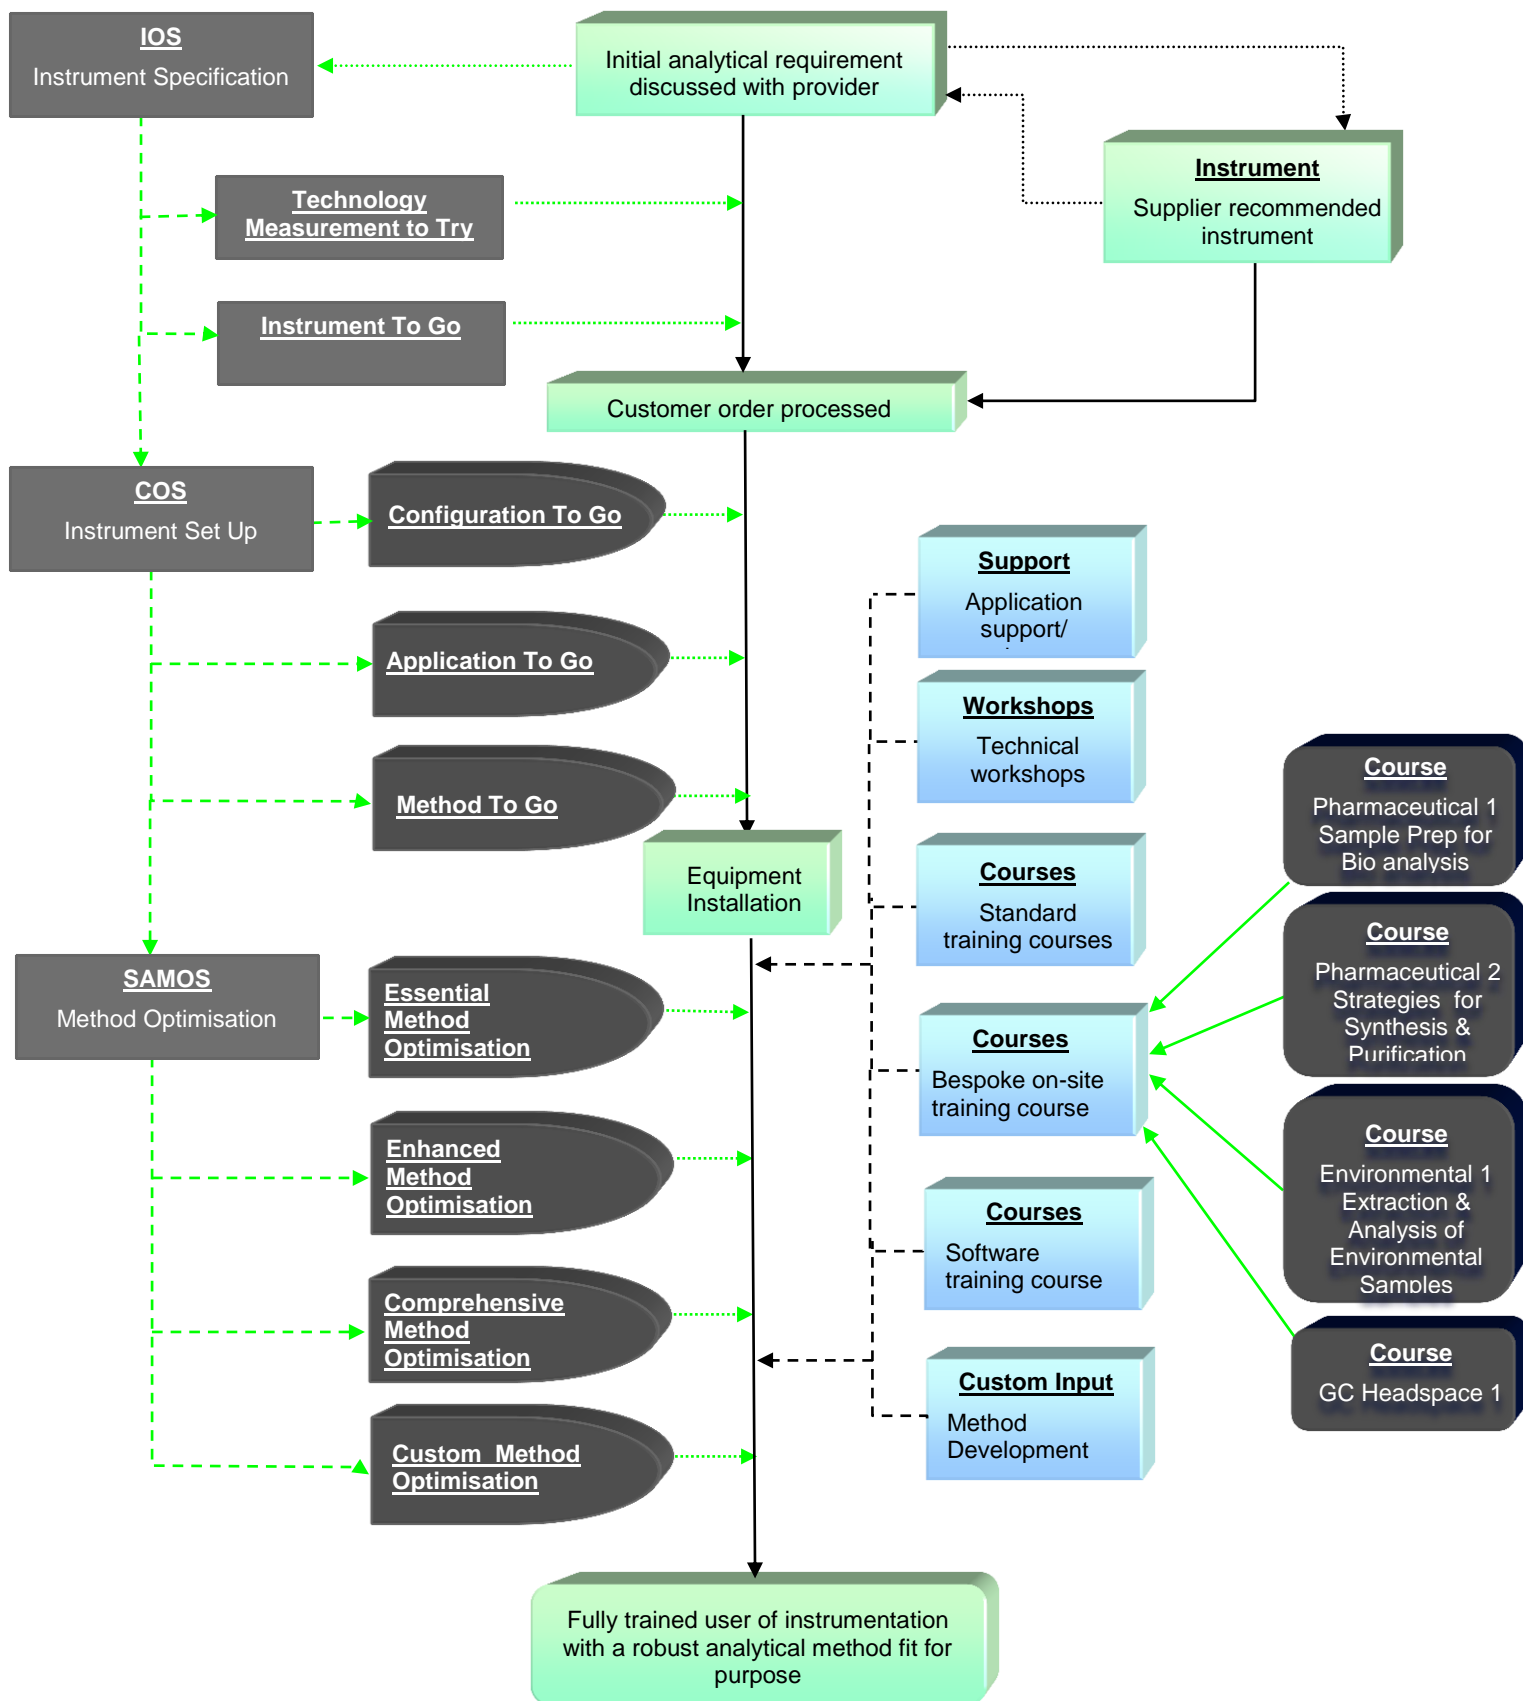 IOS
Instrument Specification
Initial analytical requirement
discussed with provider
Instrument
Supplier recommended
instrument
Technology
Measurement to Try
Instrument To Go
Customer order processed
COS
Instrument Set Up
Configuration To Go
Application To Go
Method To Go
Support
Application
support/
Workshops
Technical
workshops
Courses
Standard
training courses
Equipment
Installation
Course
Pharmaceutical 1
Sample Prep for
Bio analysis
Course
Pharmaceutical 2
Strategies for
Synthesis &
Purification
SAMOS
Method Optimisation
Essential
Method
Optimisation
Courses
Bespoke on-site
training course
Enhanced
Method
Optimisation
Course
Environmental 1
Extraction &
Analysis of
Environmental
Samples
Courses
Software
training course
Comprehensive
Method
Optimisation
Course
GC Headspace 1
Custom Input
Method
Development
Custom Method
Optimisation
Fully trained user of instrumentation
with a robust analytical method fit for
purpose